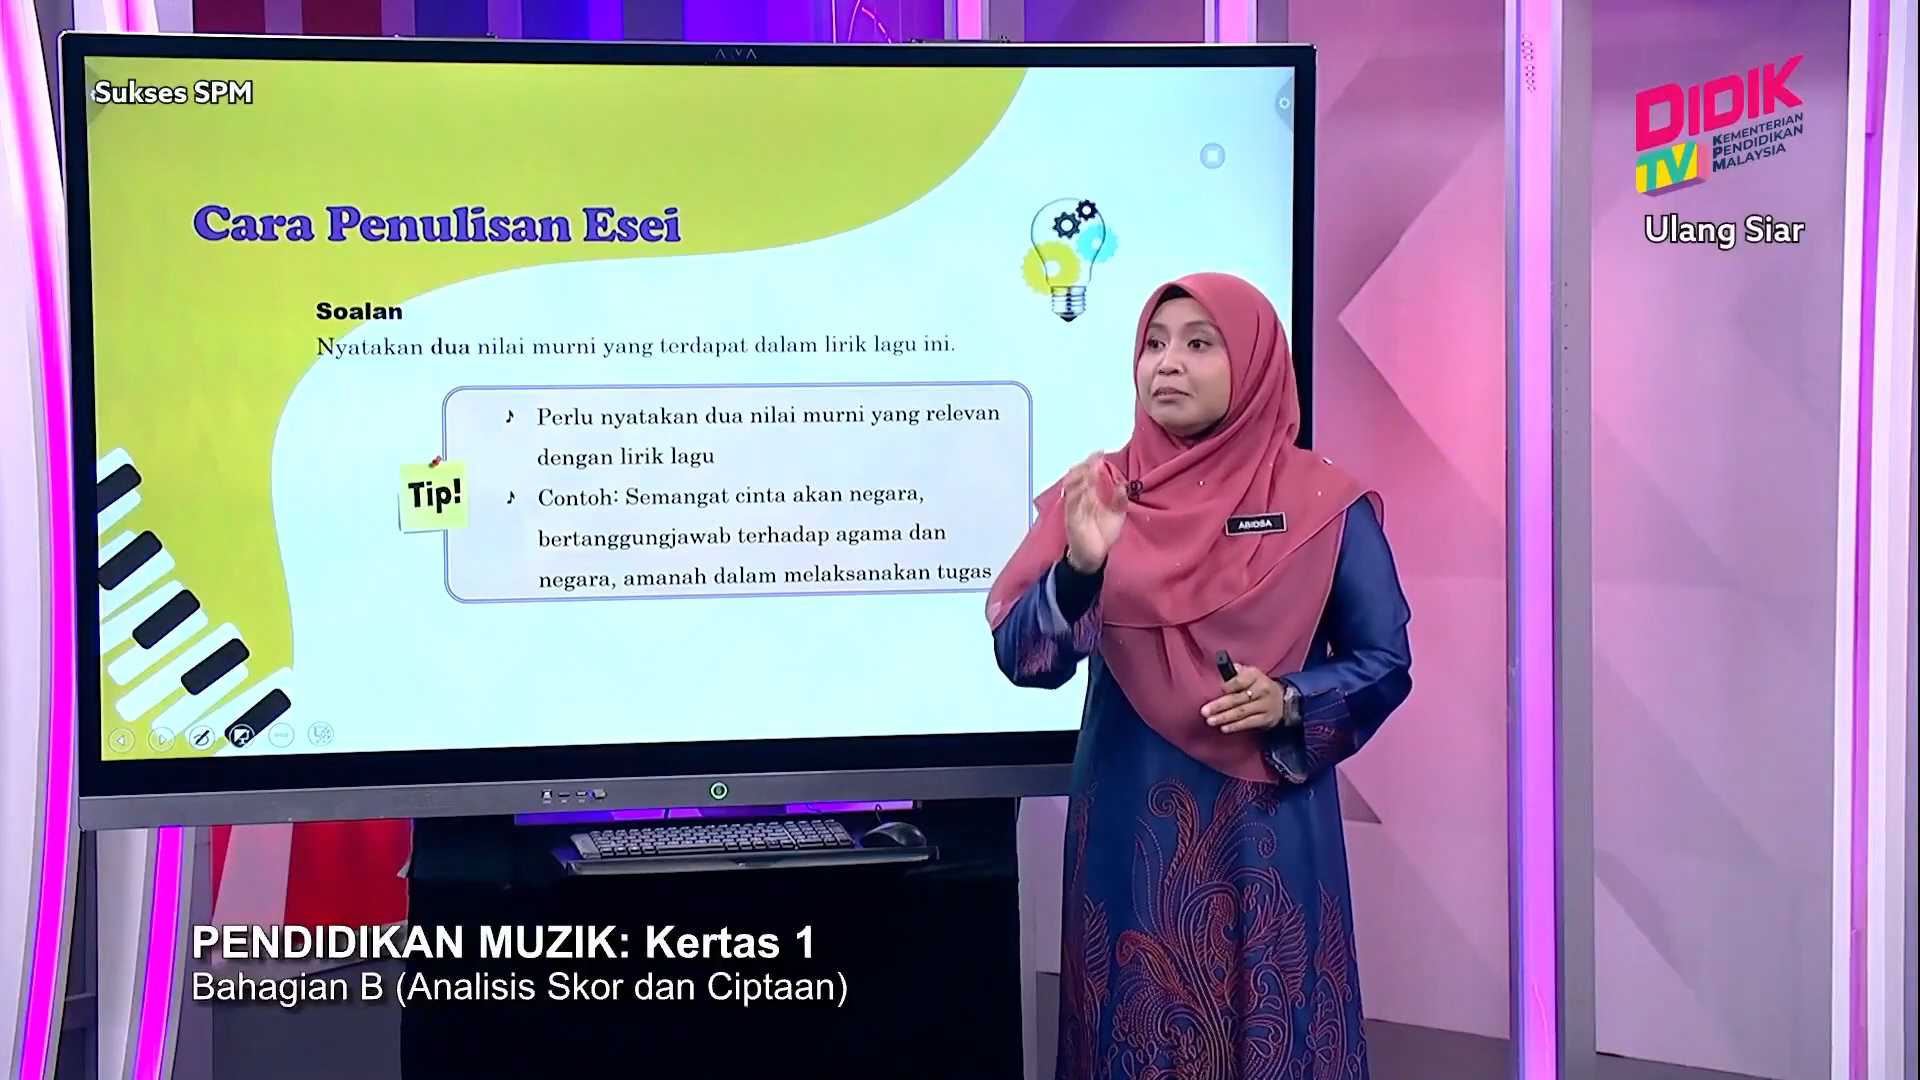 Sukses SPM
Cara Penulisan Esei
Soalan
Nyatakan dua nilai murni yang terdapat dalam lirik lagu ini.
Perlu nyatakan dua nilai murni yang relevan
dengan lirik lagu
Tip!
Contoh: Semangat cinta akan negara,
bertanggungjawab terhadap agama dan
negara, amanah dalam melaksanakan tugas
DIDIK
TV
KEMENTERIAN
PENDIDIKAN
MALAYSIA
Ulang Siar
ABIDSA
PENDIDIKAN MUZIK: Kertas 1
Bahagian B (Analisis Skor dan Ciptaan)